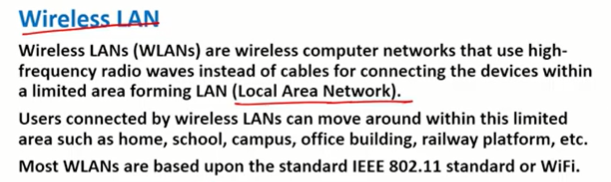 Wireless LAN
Wireless LANs (WLANs) are wireless computer networks that use high-
frequency radio waves instead of cables for connecting the devices within
a limited area forming LAN (Local Area Network).
Users connected by wireless LANs can move around within this limited
area such as home, school, campus, office building, railway platform, etc.
Most WLANs are based upon the standard IEEE 802.11 standard or WiFi.